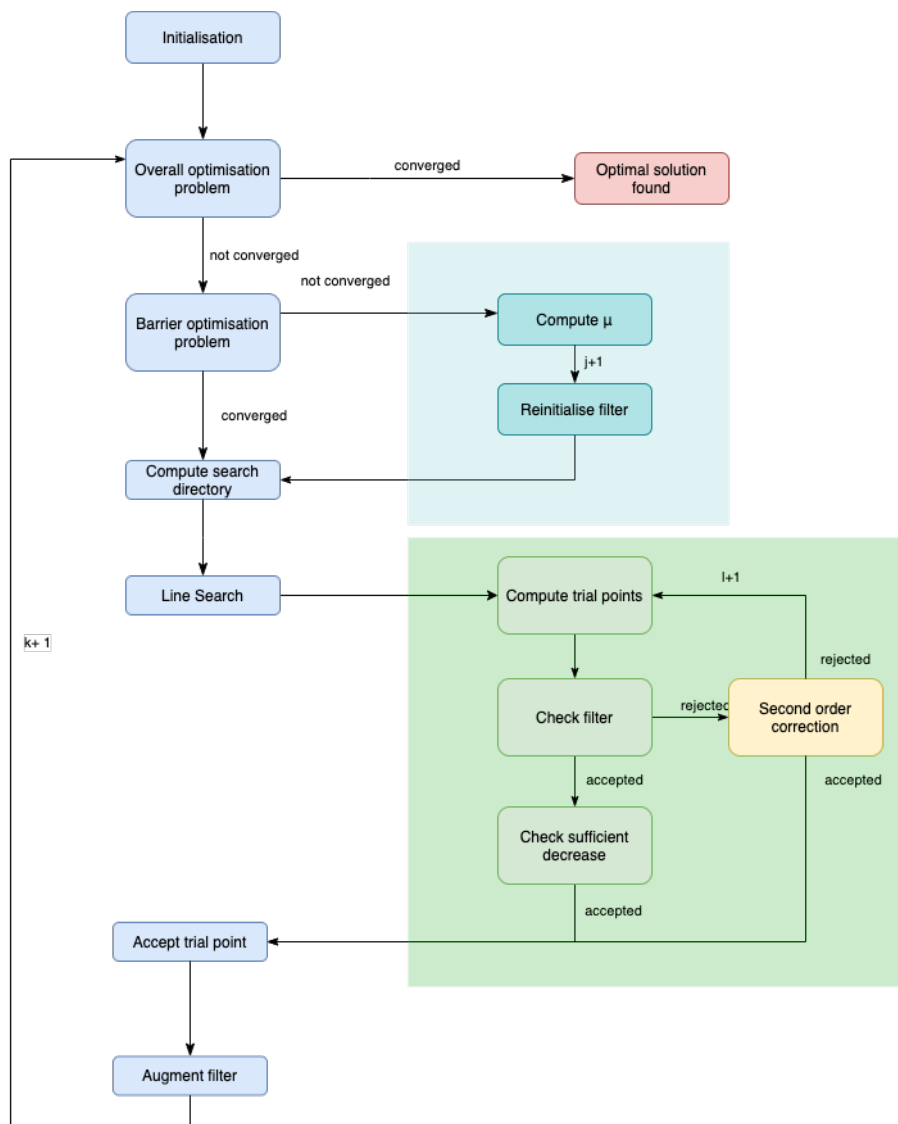 Initialisation
Overall optimisation
problem
converged
Optimal solution
found
not converged
not converged
Barrier optimisation
problem
Compute μ
j+1
Reinitialise filter
converged
Compute search
directory
Line Search
Compute trial points
l+1
k+ 1
rejected
Check filter
rejected
Second order
correction
accepted
accepted
Check sufficient
decrease
accepted
Accept trial point
Augment filter